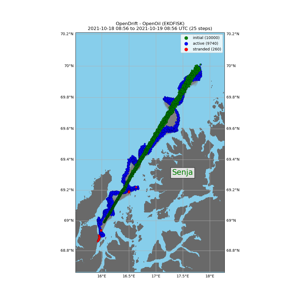 OpenDrift - OpenOil (EKOFISK)
2021-10-18 08:56 to 2021-10-19 08:56 UTC (25 steps)
70.2°N
70.2°N
initial (10000)
active (9740)
stranded (260)
70°N
70°N
69.8°N
69.8°N
69.6°N
69.6°N
69.4°N
69.4°N
Senja
69.2°N
69.2°N
69°N
69°N
68.8°N
68.8°N
16°E
16.5°E
17°E
17.5°E
18°E